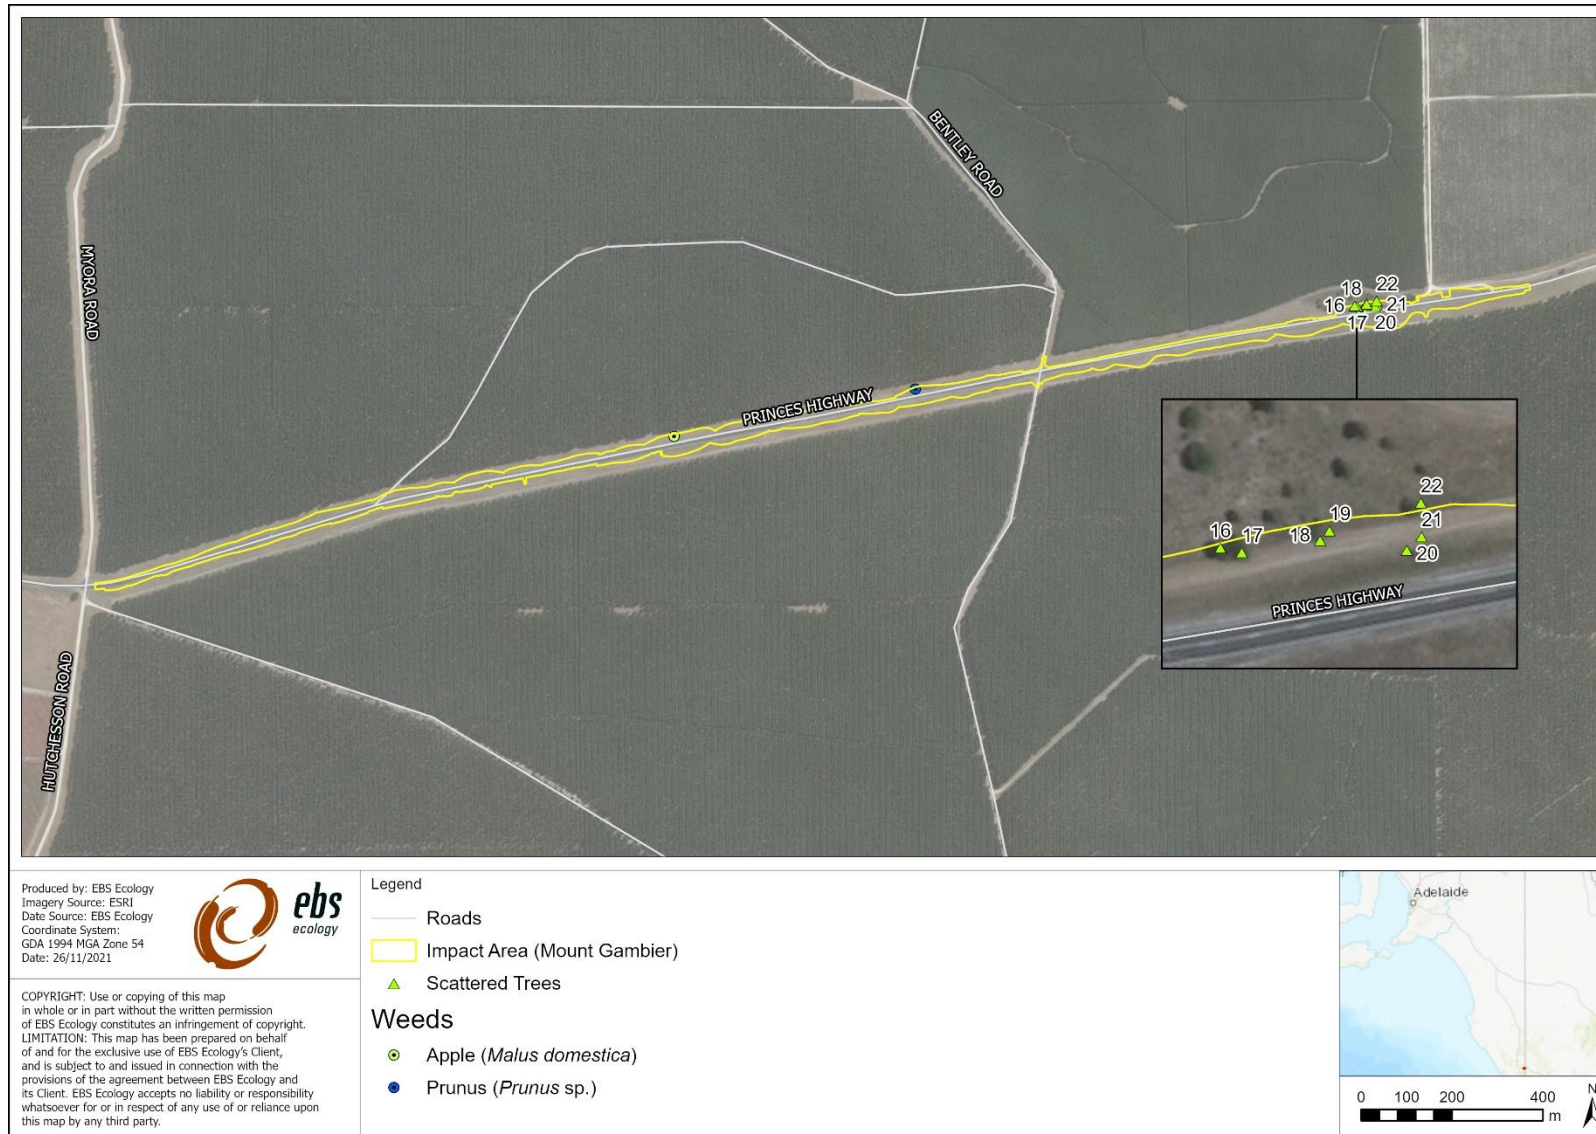 BENTLEY ROAD
MYORA ROAD
18
22
16
21
17
20
PRINCES HIGHWAY
22
19
21
16
17
18
20
PRINCES HIGHWAY
HUTCHESSON ROAD
Produced by: EBS Ecology
Imagery Source: ESRI
Date Source: EBS Ecology
Coordinate System:
GDA 1994 MGA Zone 54
Date: 26/11/2021
ebs
ecology
COPYRIGHT: Use or copying of this map
in whole or in part without the written permission
of EBS Ecology constitutes an infringement of copyright.
LIMITATION: This map has been prepared on behalf
of and for the exclusive use of EBS Ecology's Client,
and is subject to and issued in connection with the
provisions of the agreement between EBS Ecology and
its Client. EBS Ecology accepts no liability or responsibility
whatsoever for or in respect of any use of or reliance upon
this map by any third party.
Legend
Roads
Impact Area (Mount Gambier)
Scattered Trees
Weeds
Apple (Malus domestica)
Prunus (Prunus sp.)
Adelaide
0 100 200 400
m
N